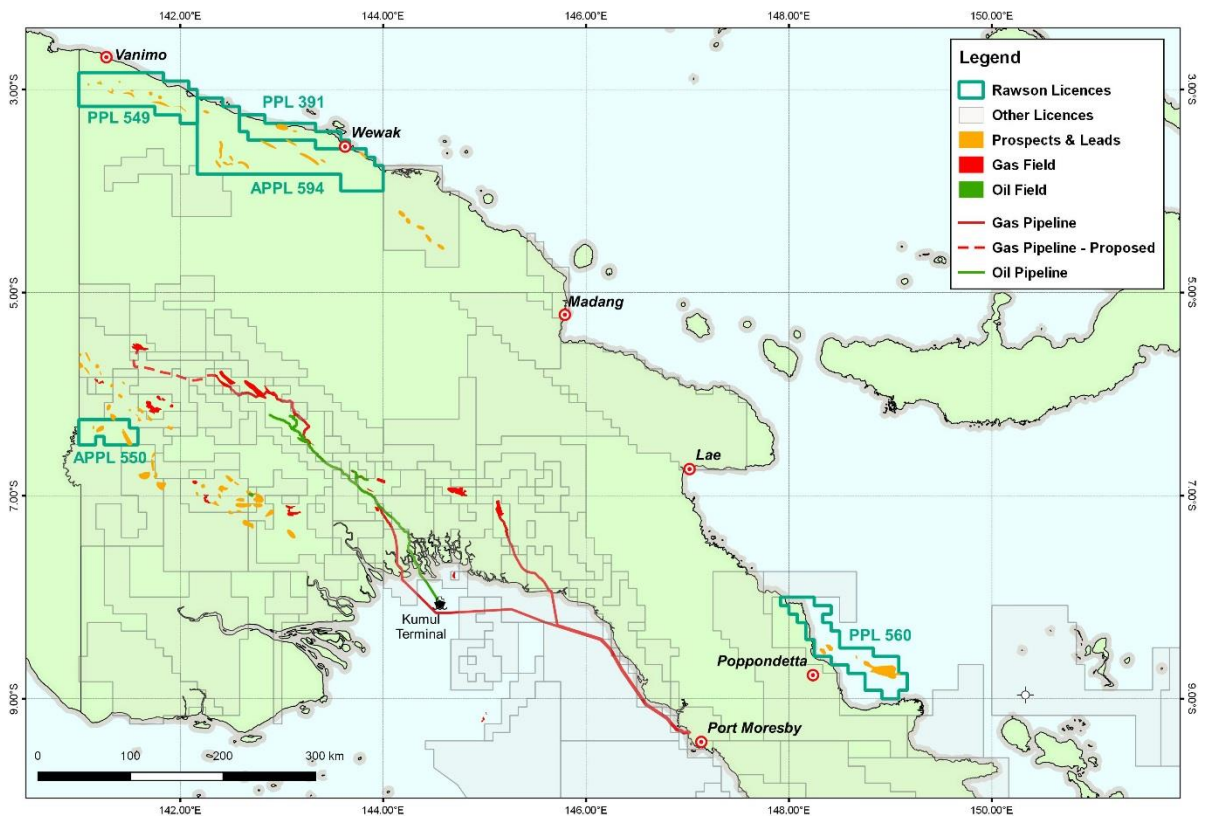 142.00°E
144.00°E
146.00°E
148.00°E
150.00°E
Vanimo
3.00°S
3.00°S
PPL 391
PPL 549
Wewak
APPL 594
Legend
Rawson Licences
Other Licences
Prospects & Leads
Gas Field
Oil Field
Gas Pipeline
Gas Pipeline - Proposed
Oil Pipeline
5.00°S
5.00°S
Madang
APPL 550
Lae
7.00°S
7.00°S
Kumul
Terminal
PPL 560
Poppondetta
9.00°S
9.00°S
Port Moresby
0
100
200
300 km
142.00°E
144.00°E
146.00°E
148.00°E
150.00°E